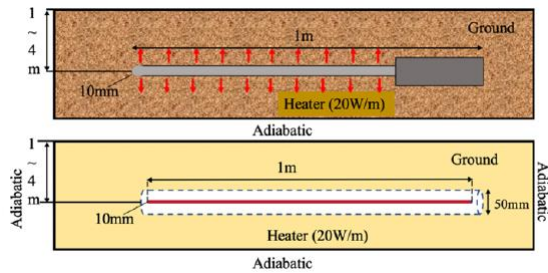 1
~
4
m
1m
Ground
10mm
Heater (20W/m)
Adiabatic
1
~
4
m
Adiabatic
1m
Ground
Adiabatic
10mm
50mm
Heater (20W/m)
Adiabatic